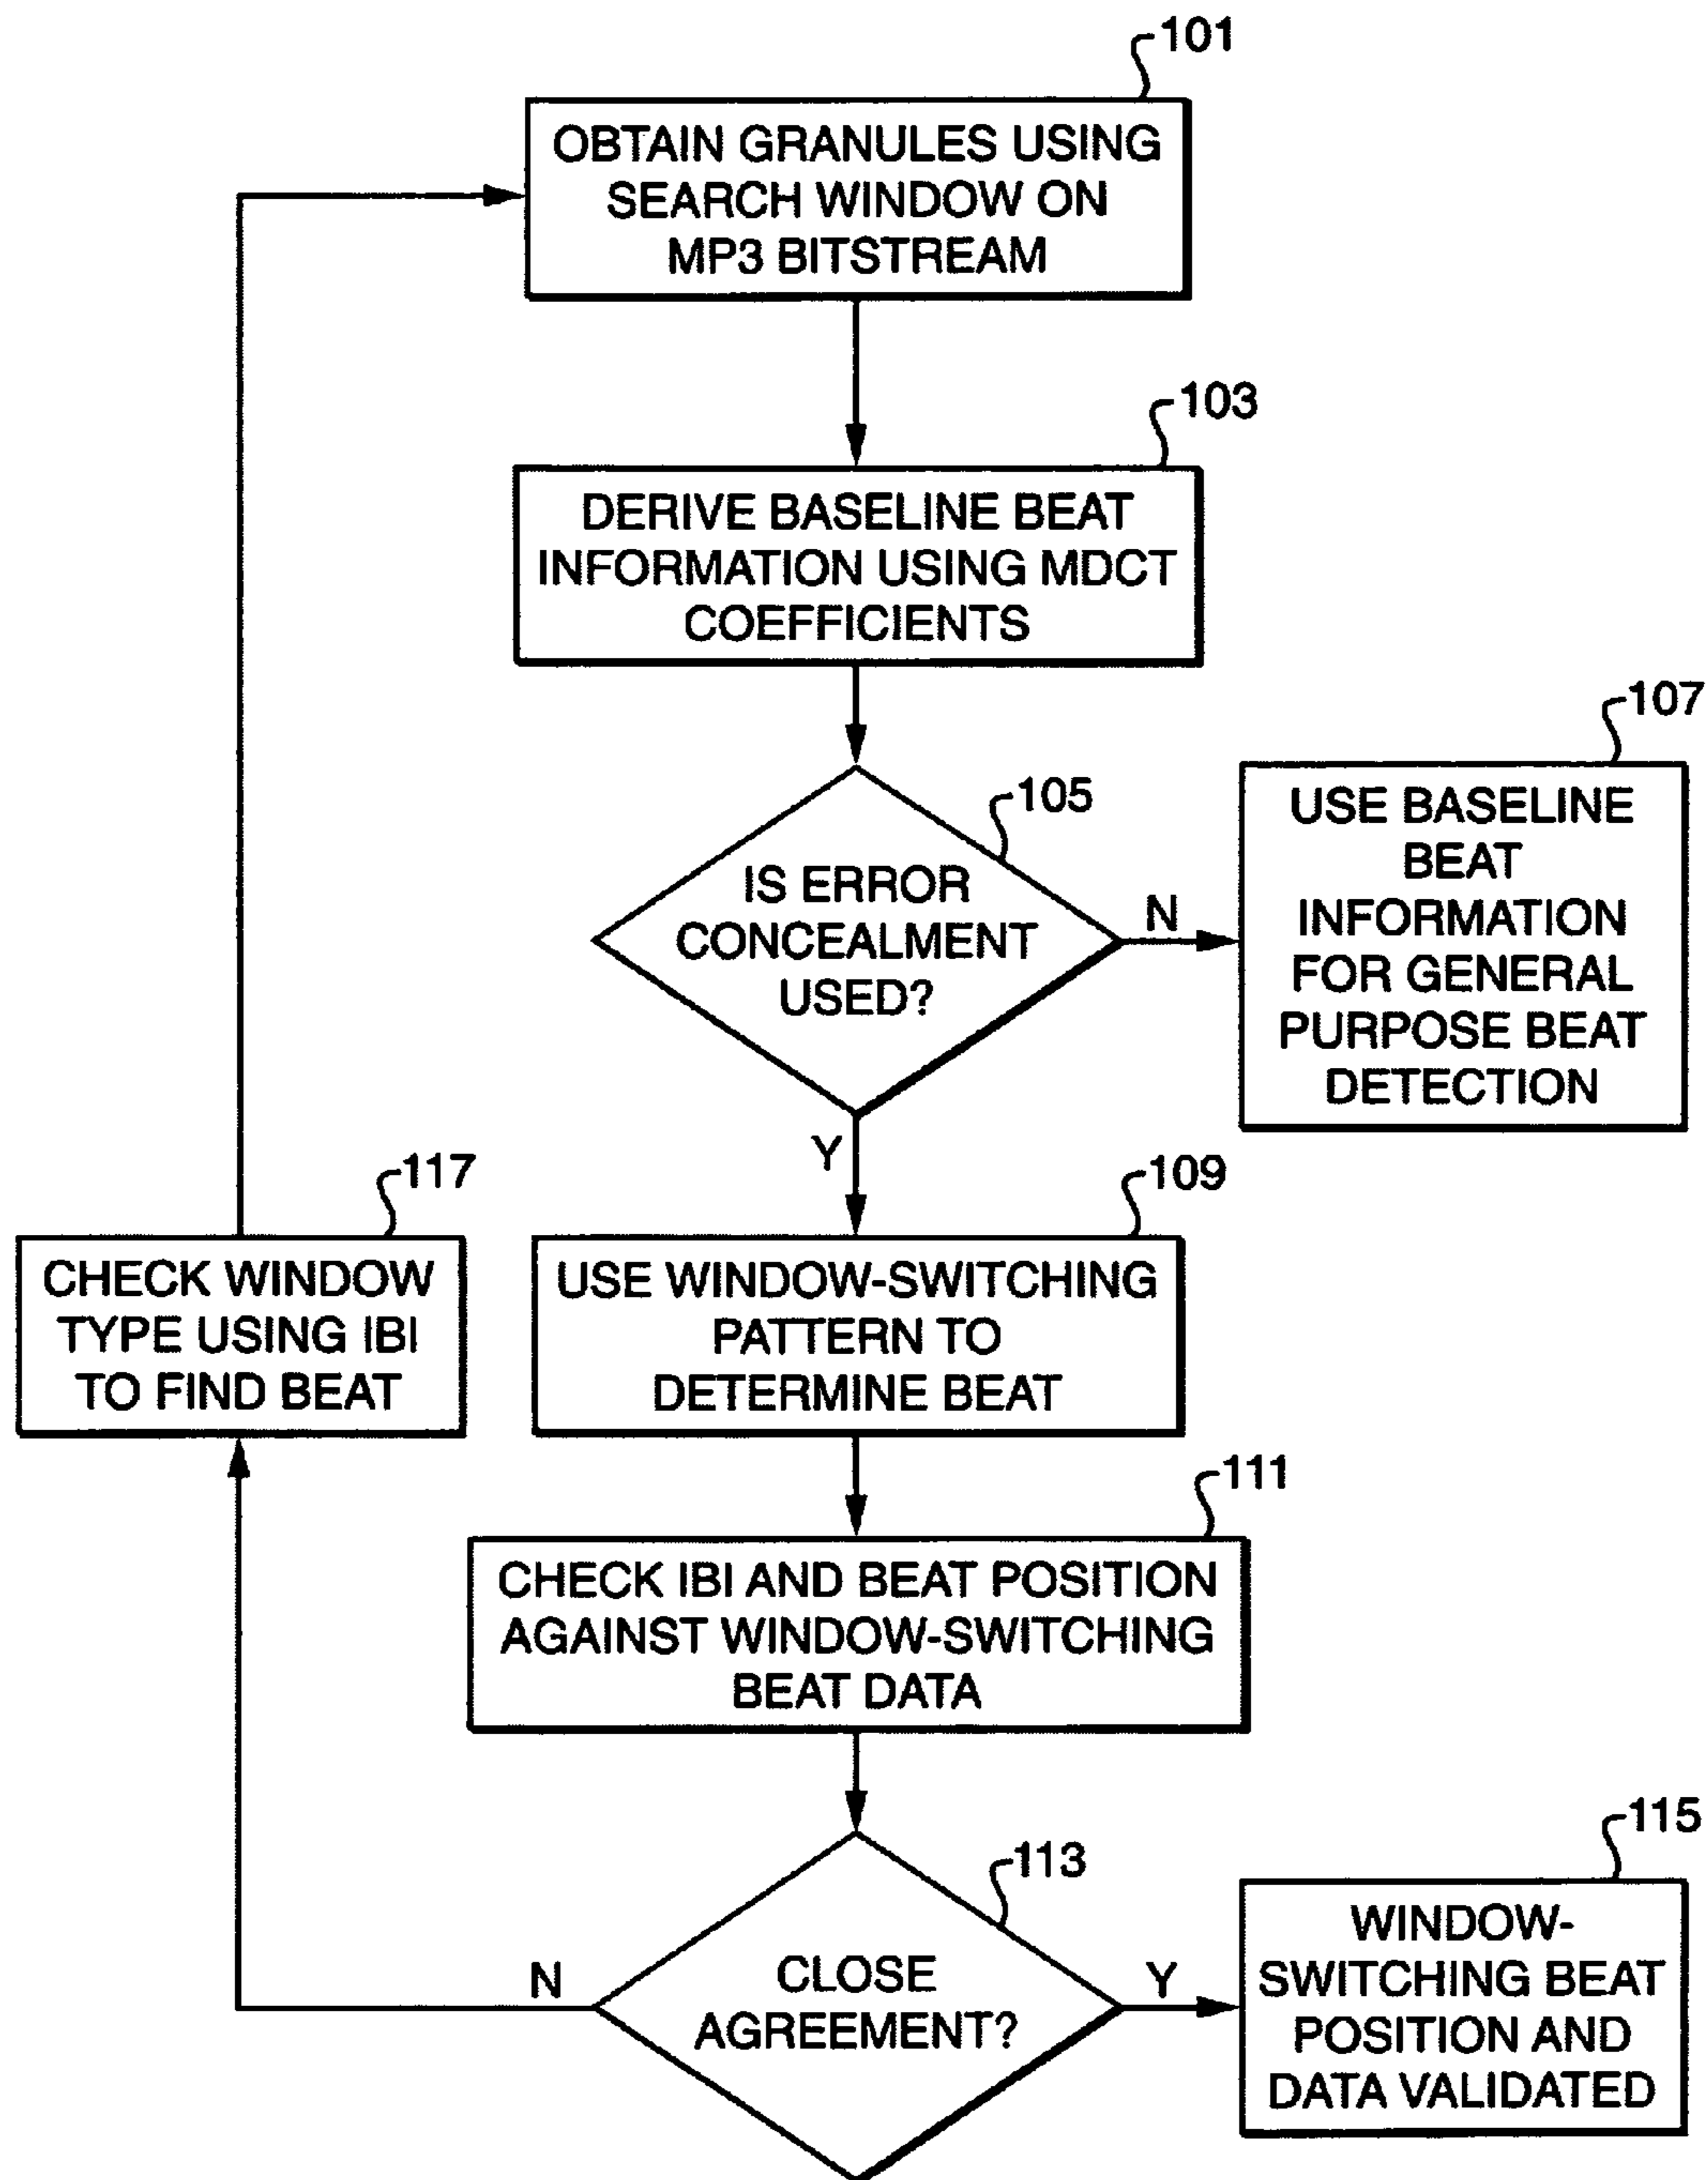 101
OBTAIN GRANULES USING
SEARCH WINDOW ON
MP3 BITSTREAM
103
DERIVE BASELINE BEAT
INFORMATION USING MDCT
COEFFICIENTS
105
IS ERROR
CONCEALMENT
USED?
N
107
USE BASELINE
BEAT
INFORMATION
FOR GENERAL
PURPOSE BEAT
DETECTION
Y
109
USE WINDOW-SWITCHING
PATTERN TO
DETERMINE BEAT
117
CHECK WINDOW
TYPE USING IBI
TO FIND BEAT
111
CHECK IBI AND BEAT POSITION
AGAINST WINDOW-SWITCHING
BEAT DATA
113
CLOSE
AGREEMENT?
N
Y
115
WINDOW-
SWITCHING BEAT
POSITION AND
DATA VALIDATED